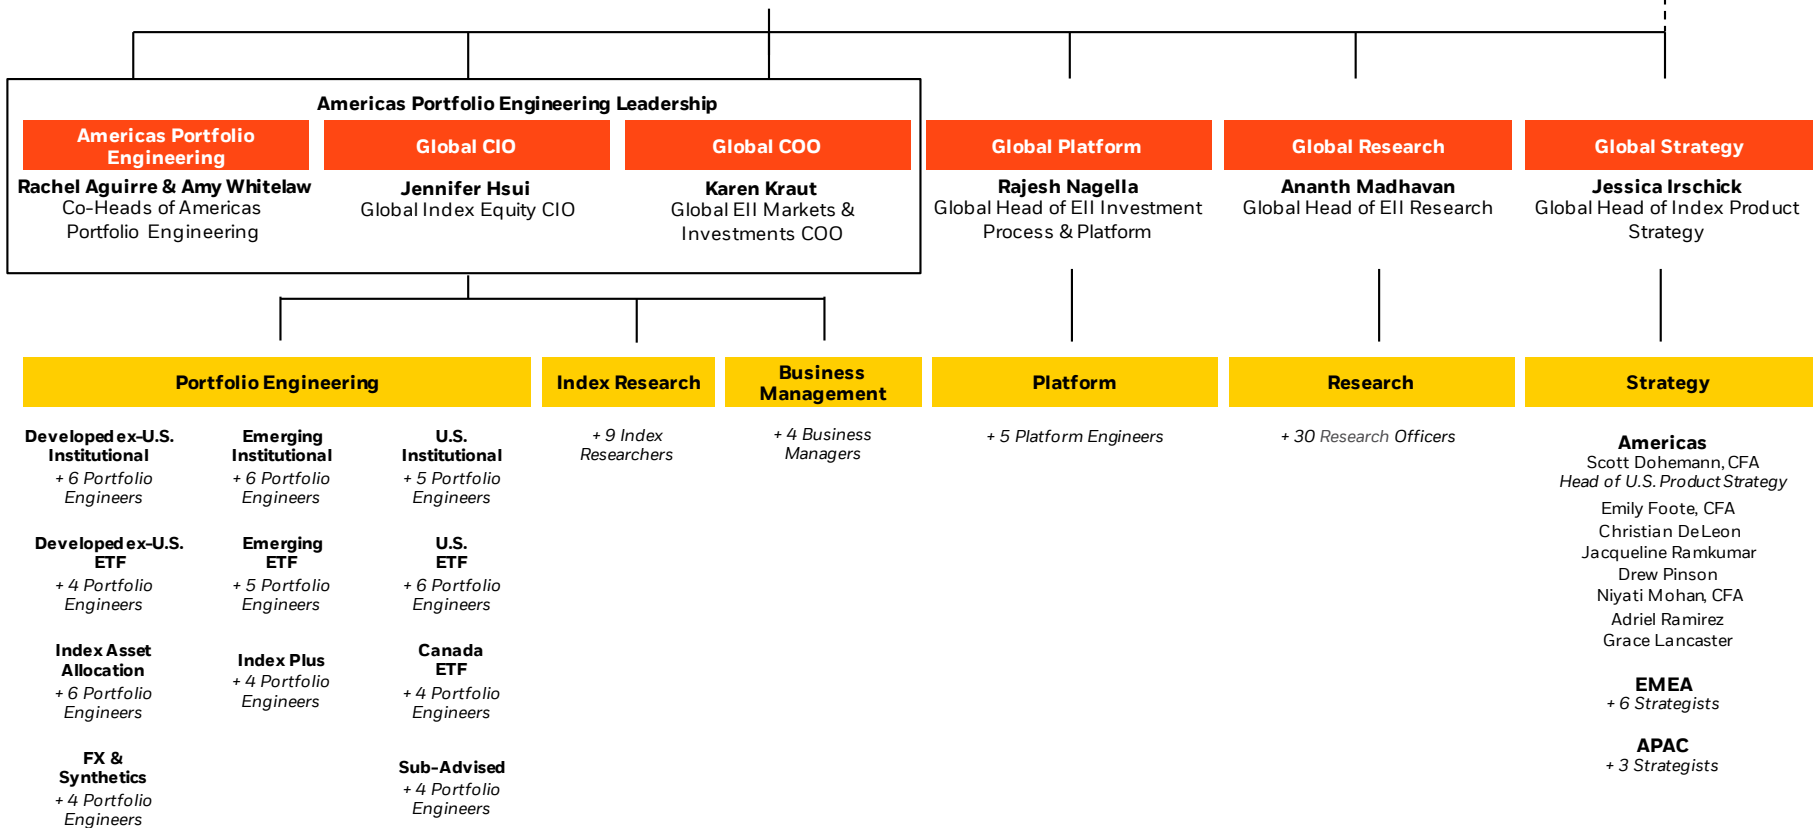 Americas Portfolio Engineering Leadership
Americas Portfolio
Engineering
Rachel Aguirre & Amy Whitelaw
Co-Heads of Americas
Portfolio Engineering
Global CIO
Jennifer Hsui
Global Index Equity CIO
Global COO
Karen Kraut
Global EII Markets &
Investments COO
Global Platform
Rajesh Nagella
Global Head of EII Investment
Process & Platform
Global Research
Ananth Madhavan
Global Head of EII Research
Global Strategy
Jessica Irschick
Global Head of Index Product
Strategy
Portfolio Engineering
Developed ex-U.S.
Institutional
+ 6 Portfolio
Engineers
Emerging
Institutional
+ 6 Portfolio
Engineers
U.S.
Institutional
+ 5 Portfolio
Engineers
Developed ex-U.S.
ETF
+ 4 Portfolio
Engineers
Emerging
ETF
+ 5 Portfolio
Engineers
U.S.
ETF
+ 6 Portfolio
Engineers
Index Asset
Allocation
+ 6 Portfolio
Engineers
Index Plus
+ 4 Portfolio
Engineers
Canada
ETF
+ 4 Portfolio
Engineers
FX &
Synthetics
+ 4 Portfolio
Engineers
Sub-Advised
+ 4 Portfolio
Engineers
Index Research
+ 9 Index
Researchers
Business
Management
+ 4 Business
Managers
Platform
+ 5 Platform Engineers
Research
+ 30 Research Officers
Strategy
Americas
Scott Dohemann, CFA
Head of U.S. Product Strategy
Emily Foote, CFA
Christian DeLeon
Jacqueline Ramkumar
Drew Pinson
Niyati Mohan, CFA
Adriel Ramirez
Grace Lancaster
EMEA
+ 6 Strategists
APAC
+ 3 Strategists